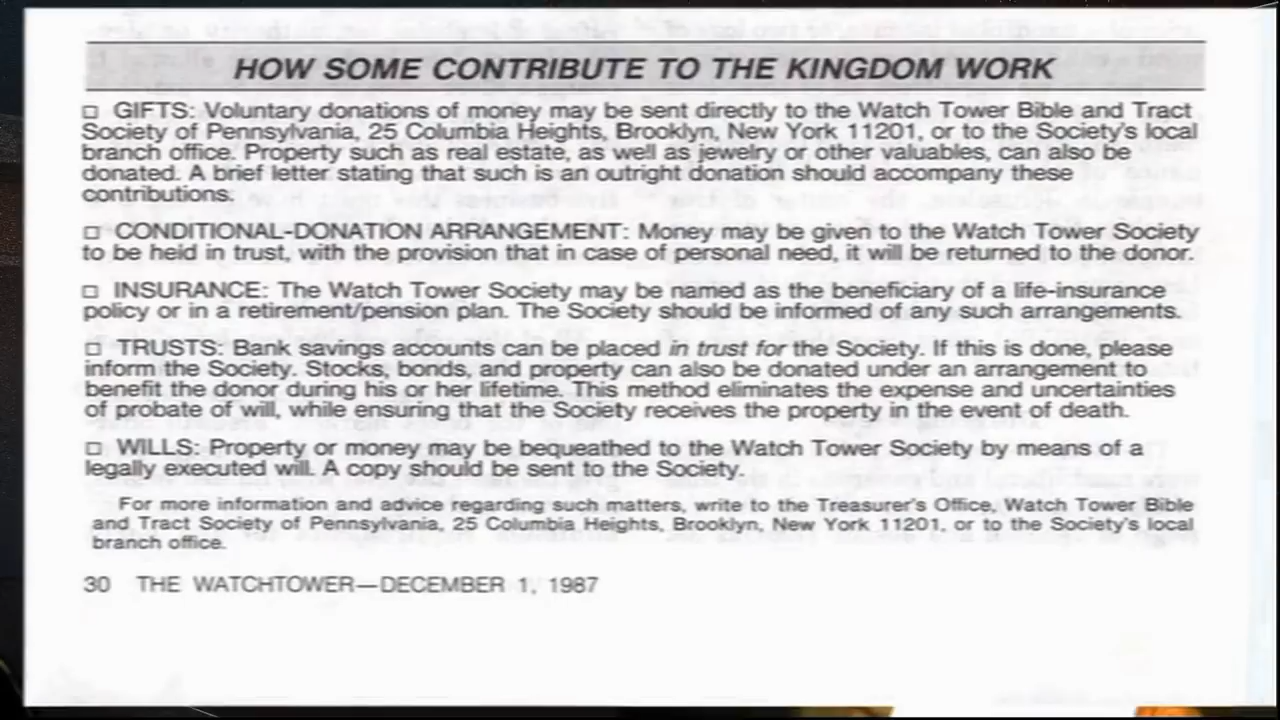 HOW SOME CONTRIBUTE TO THE KINGDOM WORK
□ GIFTS: Voluntary donations of money may be sent directly to the Watch Tower Bible and Tract
Society of Pennsylvania, 25 Columbia Heights, Brooklyn, New York 11201, or to the Society's local
branch office. Property such as real estate, as well as jewelry or other valuables, can also be
donated. A brief letter stating that such is an outright donation should accompany these
contributions.
□ CONDITIONAL-DONATION ARRANGEMENT: Money may be given to the Watch Tower Society
to be held in trust, with the provision that in case of personal need, it will be returned to the donor.
□ INSURANCE: The Watch Tower Society may be named as the beneficiary of a life-insurance
policy or in a retirement/pension plan. The Society should be informed of any such arrangements.
□ TRUSTS: Bank savings accounts can be placed in trust for the Society. If this is done, please
inform the Society. Stocks, bonds, and property can also be donated under an arrangement to
benefit the donor during his or her lifetime. This method eliminates the expense and uncertainties
of probate of will, while ensuring that the Society receives the property in the event of death.
□ WILLS: Property or money may be bequeathed to the Watch Tower Society by means of a
legally executed will. A copy should be sent to the Society.
For more information and advice regarding such matters, write to the Treasurer's Office, Watch Tower Bible
and Tract Society of Pennsylvania, 25 Columbia Heights, Brooklyn, New York 11201, or to the Society's local
branch office.
30 THE WATCHTOWER—DECEMBER 1, 1987